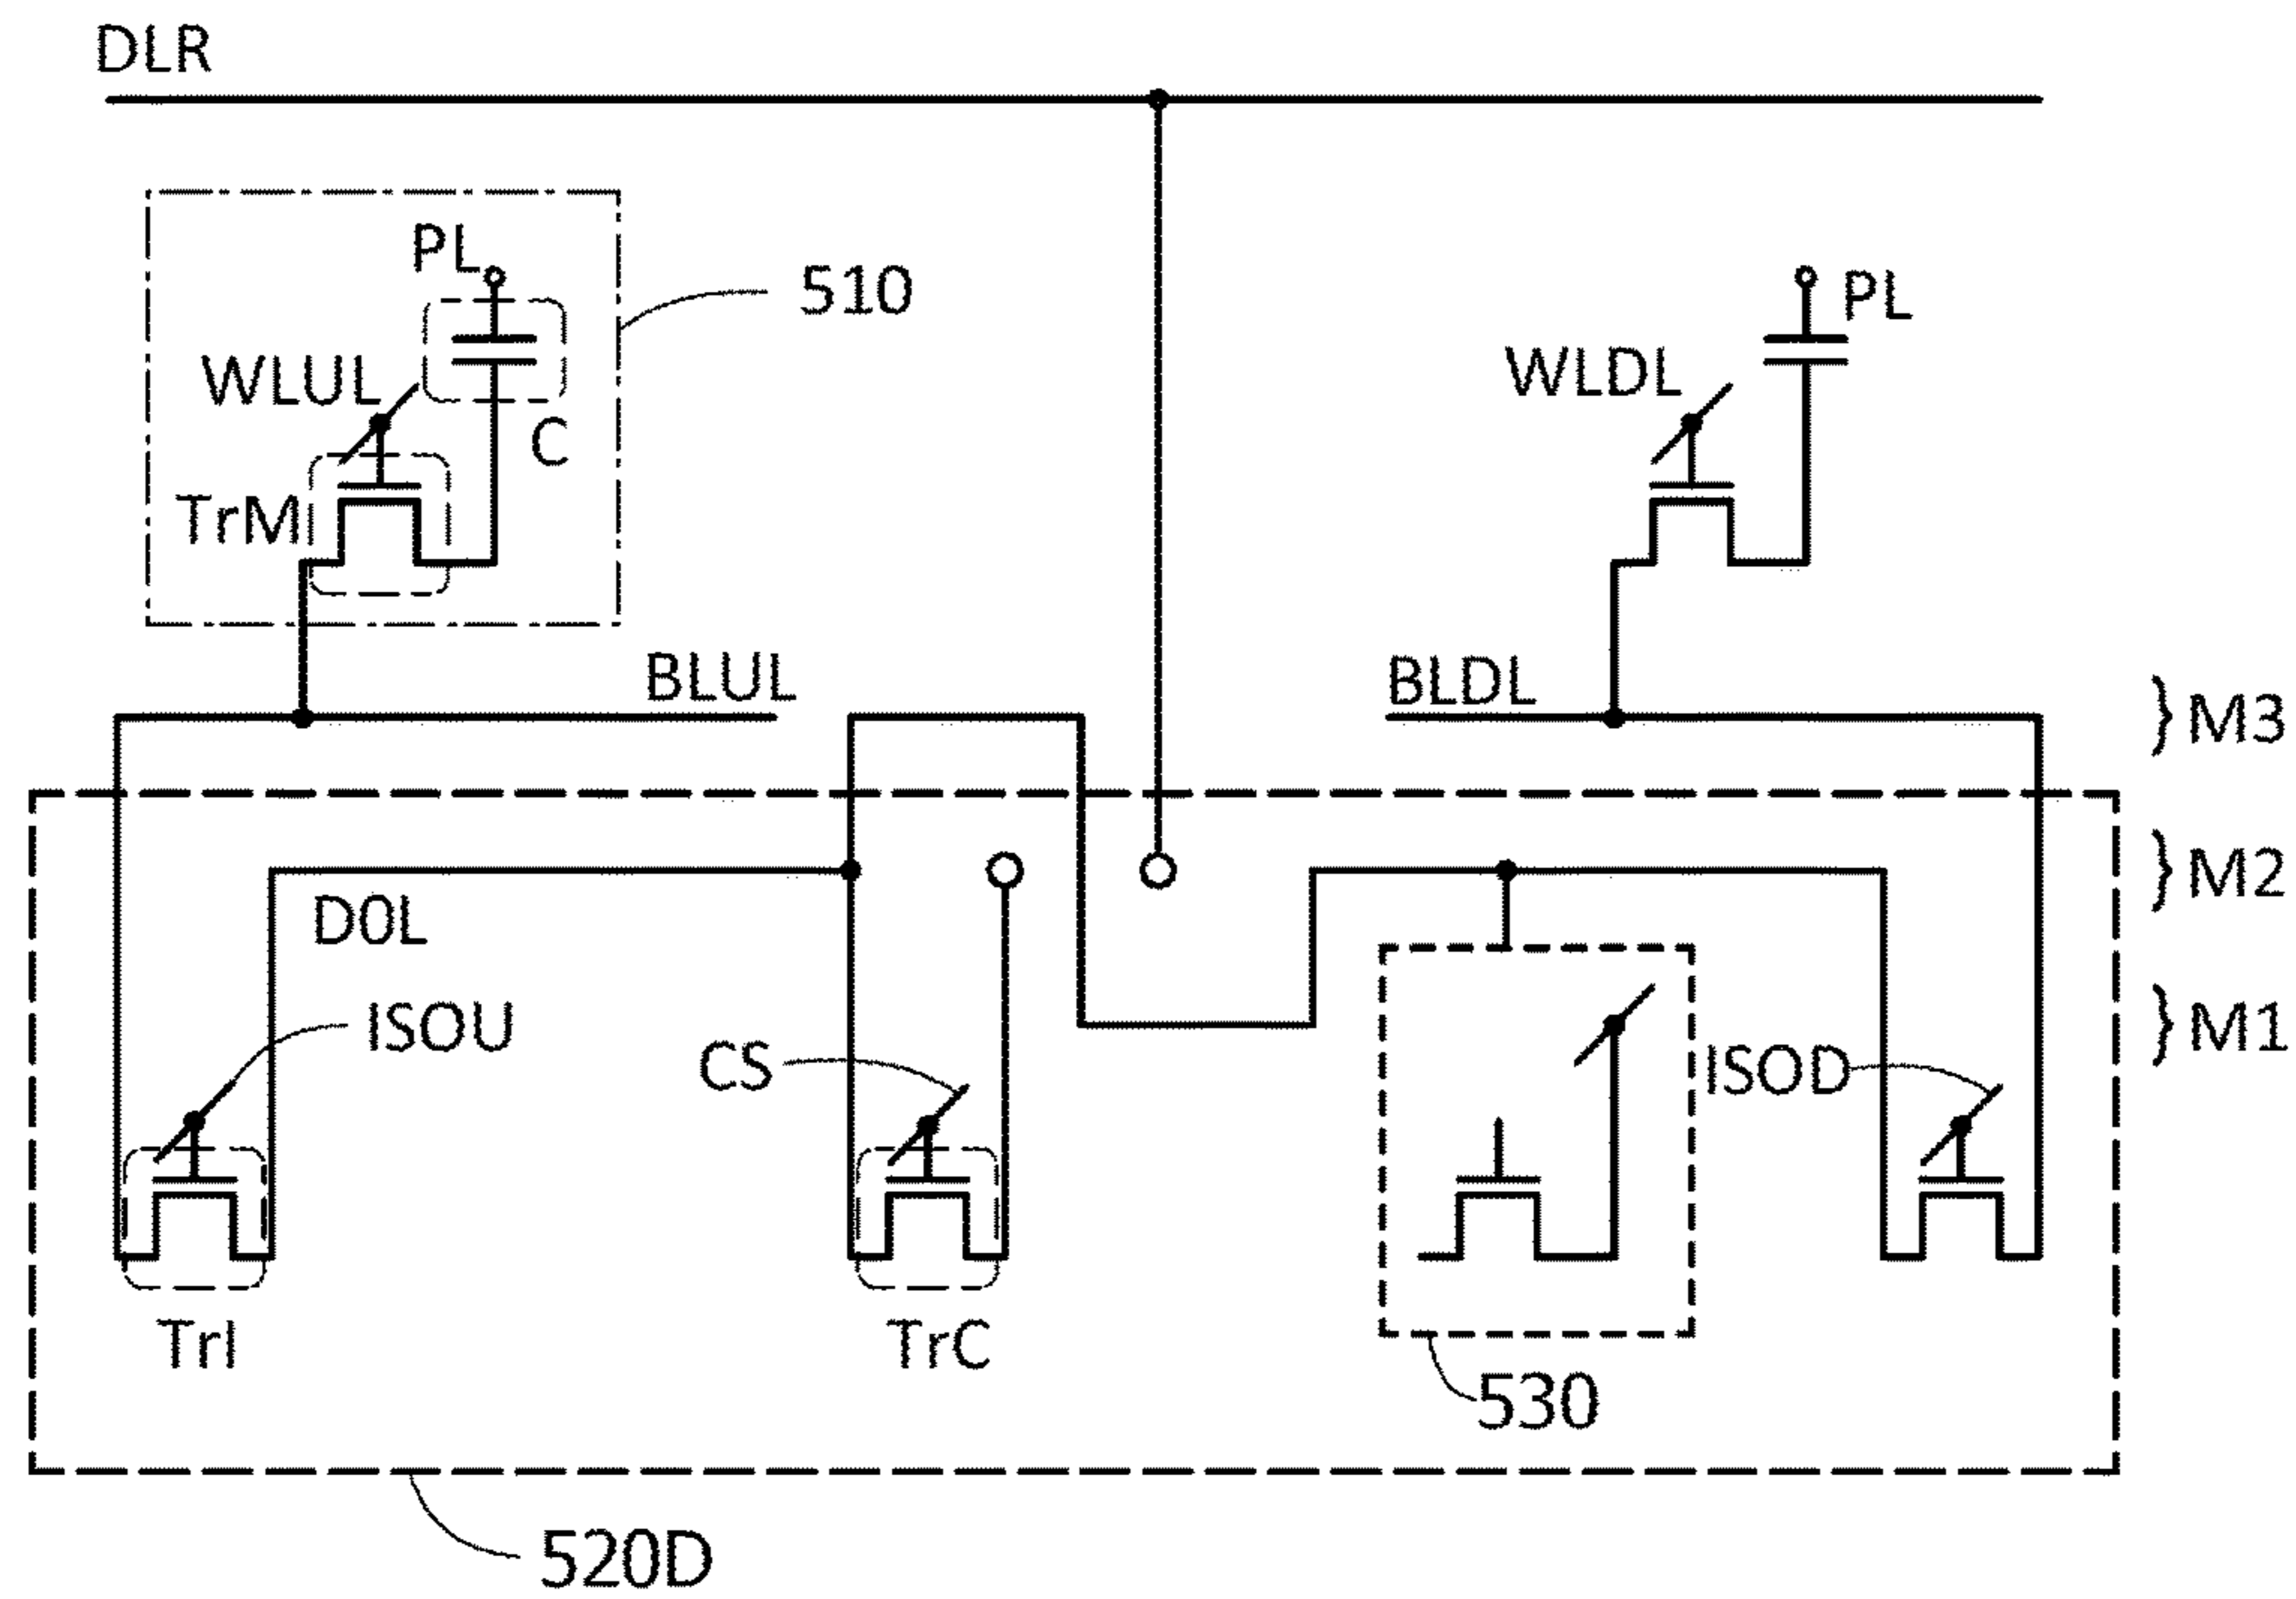 DLR
PL
510
PL
WLUL
WLDL
C
TrM
BLUL
BLDL
M3
M2
D0L
ISOU
CS
ISOD
M1
TrI
TrC
530
520D